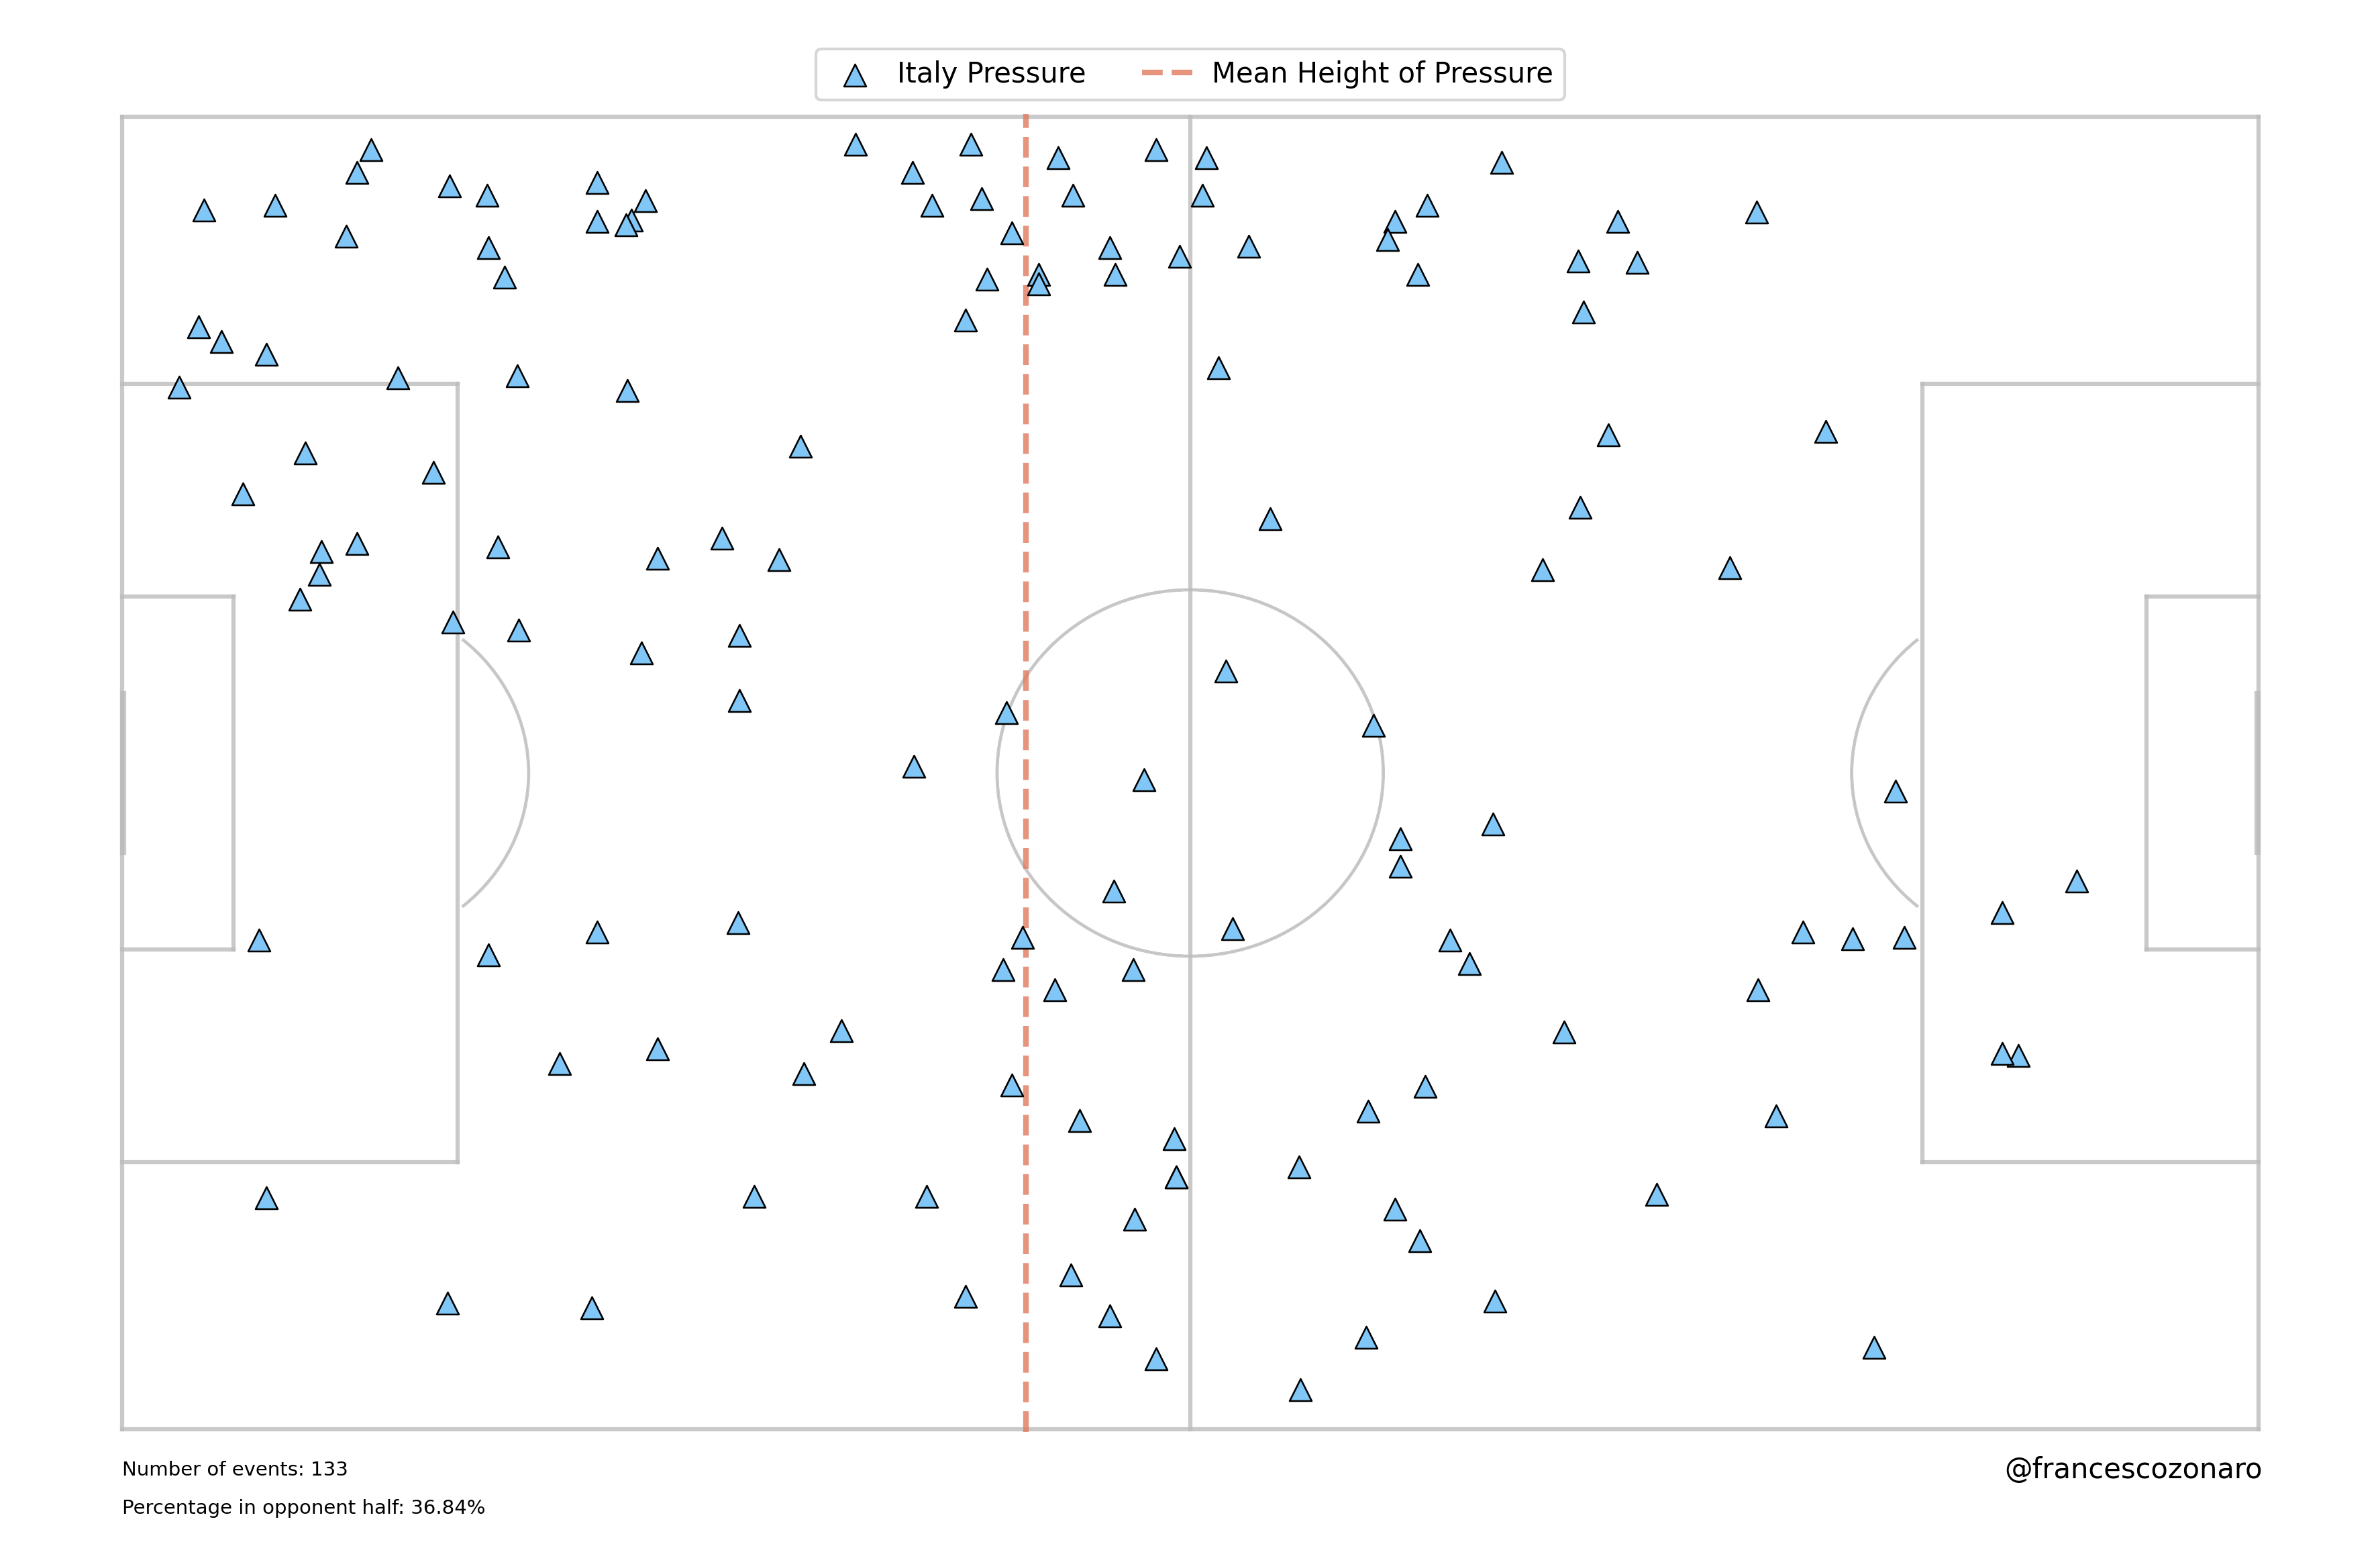 Italy Pressure Mean Height of Pressure
Number of events: 133
@francescozonaro
Percentage in opponent half: 36.84%